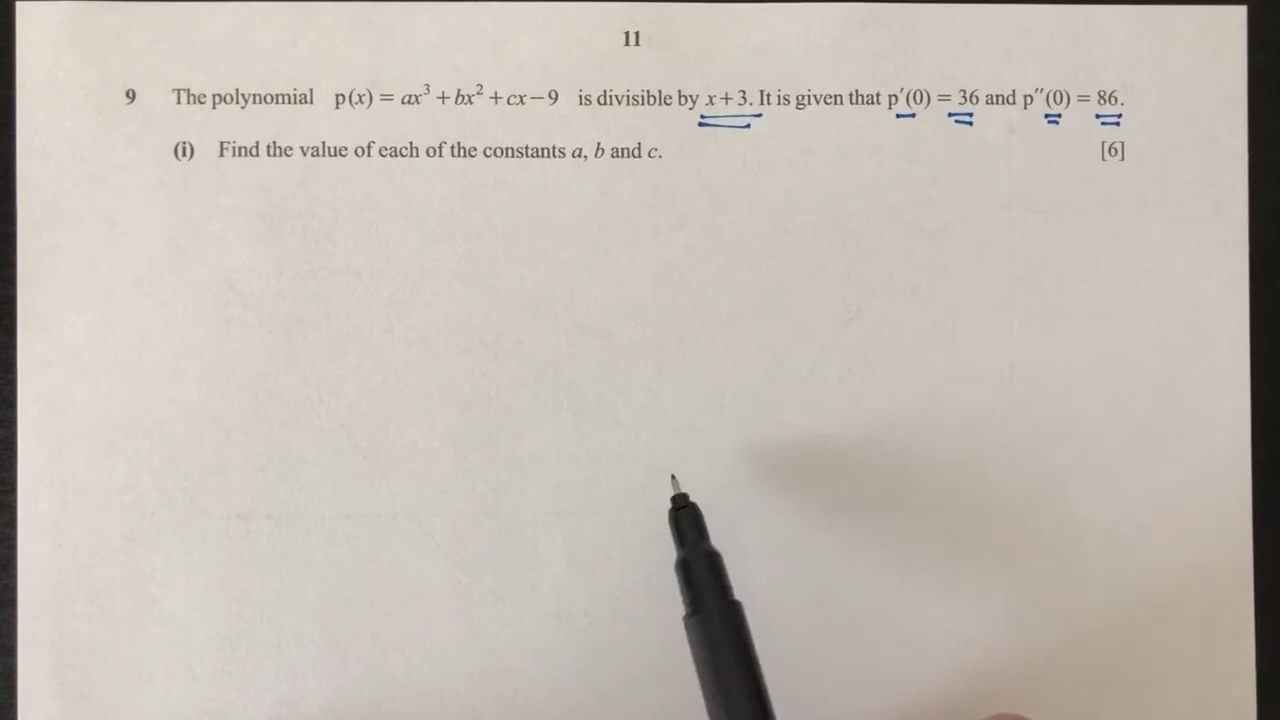 11
9 The polynomial p(x) = ax³ + bx² + cx − 9 is divisible by x + 3. It is given that p′(0) = 36 and p″(0) = 86.
(i) Find the value of each of the constants a, b and c. [6]